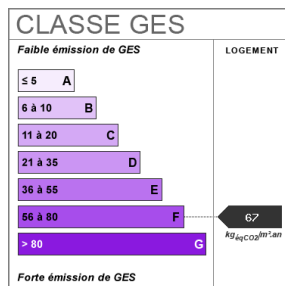 CLASSE GES
Faible émission de GES
LOGEMENT
≤ 5 A
6 à 10 B
11 à 20 C
21 à 35 D
36 à 55 E
56 à 80 F
67
kgéqCO2/m².an
> 80 G
Forte émission de GES